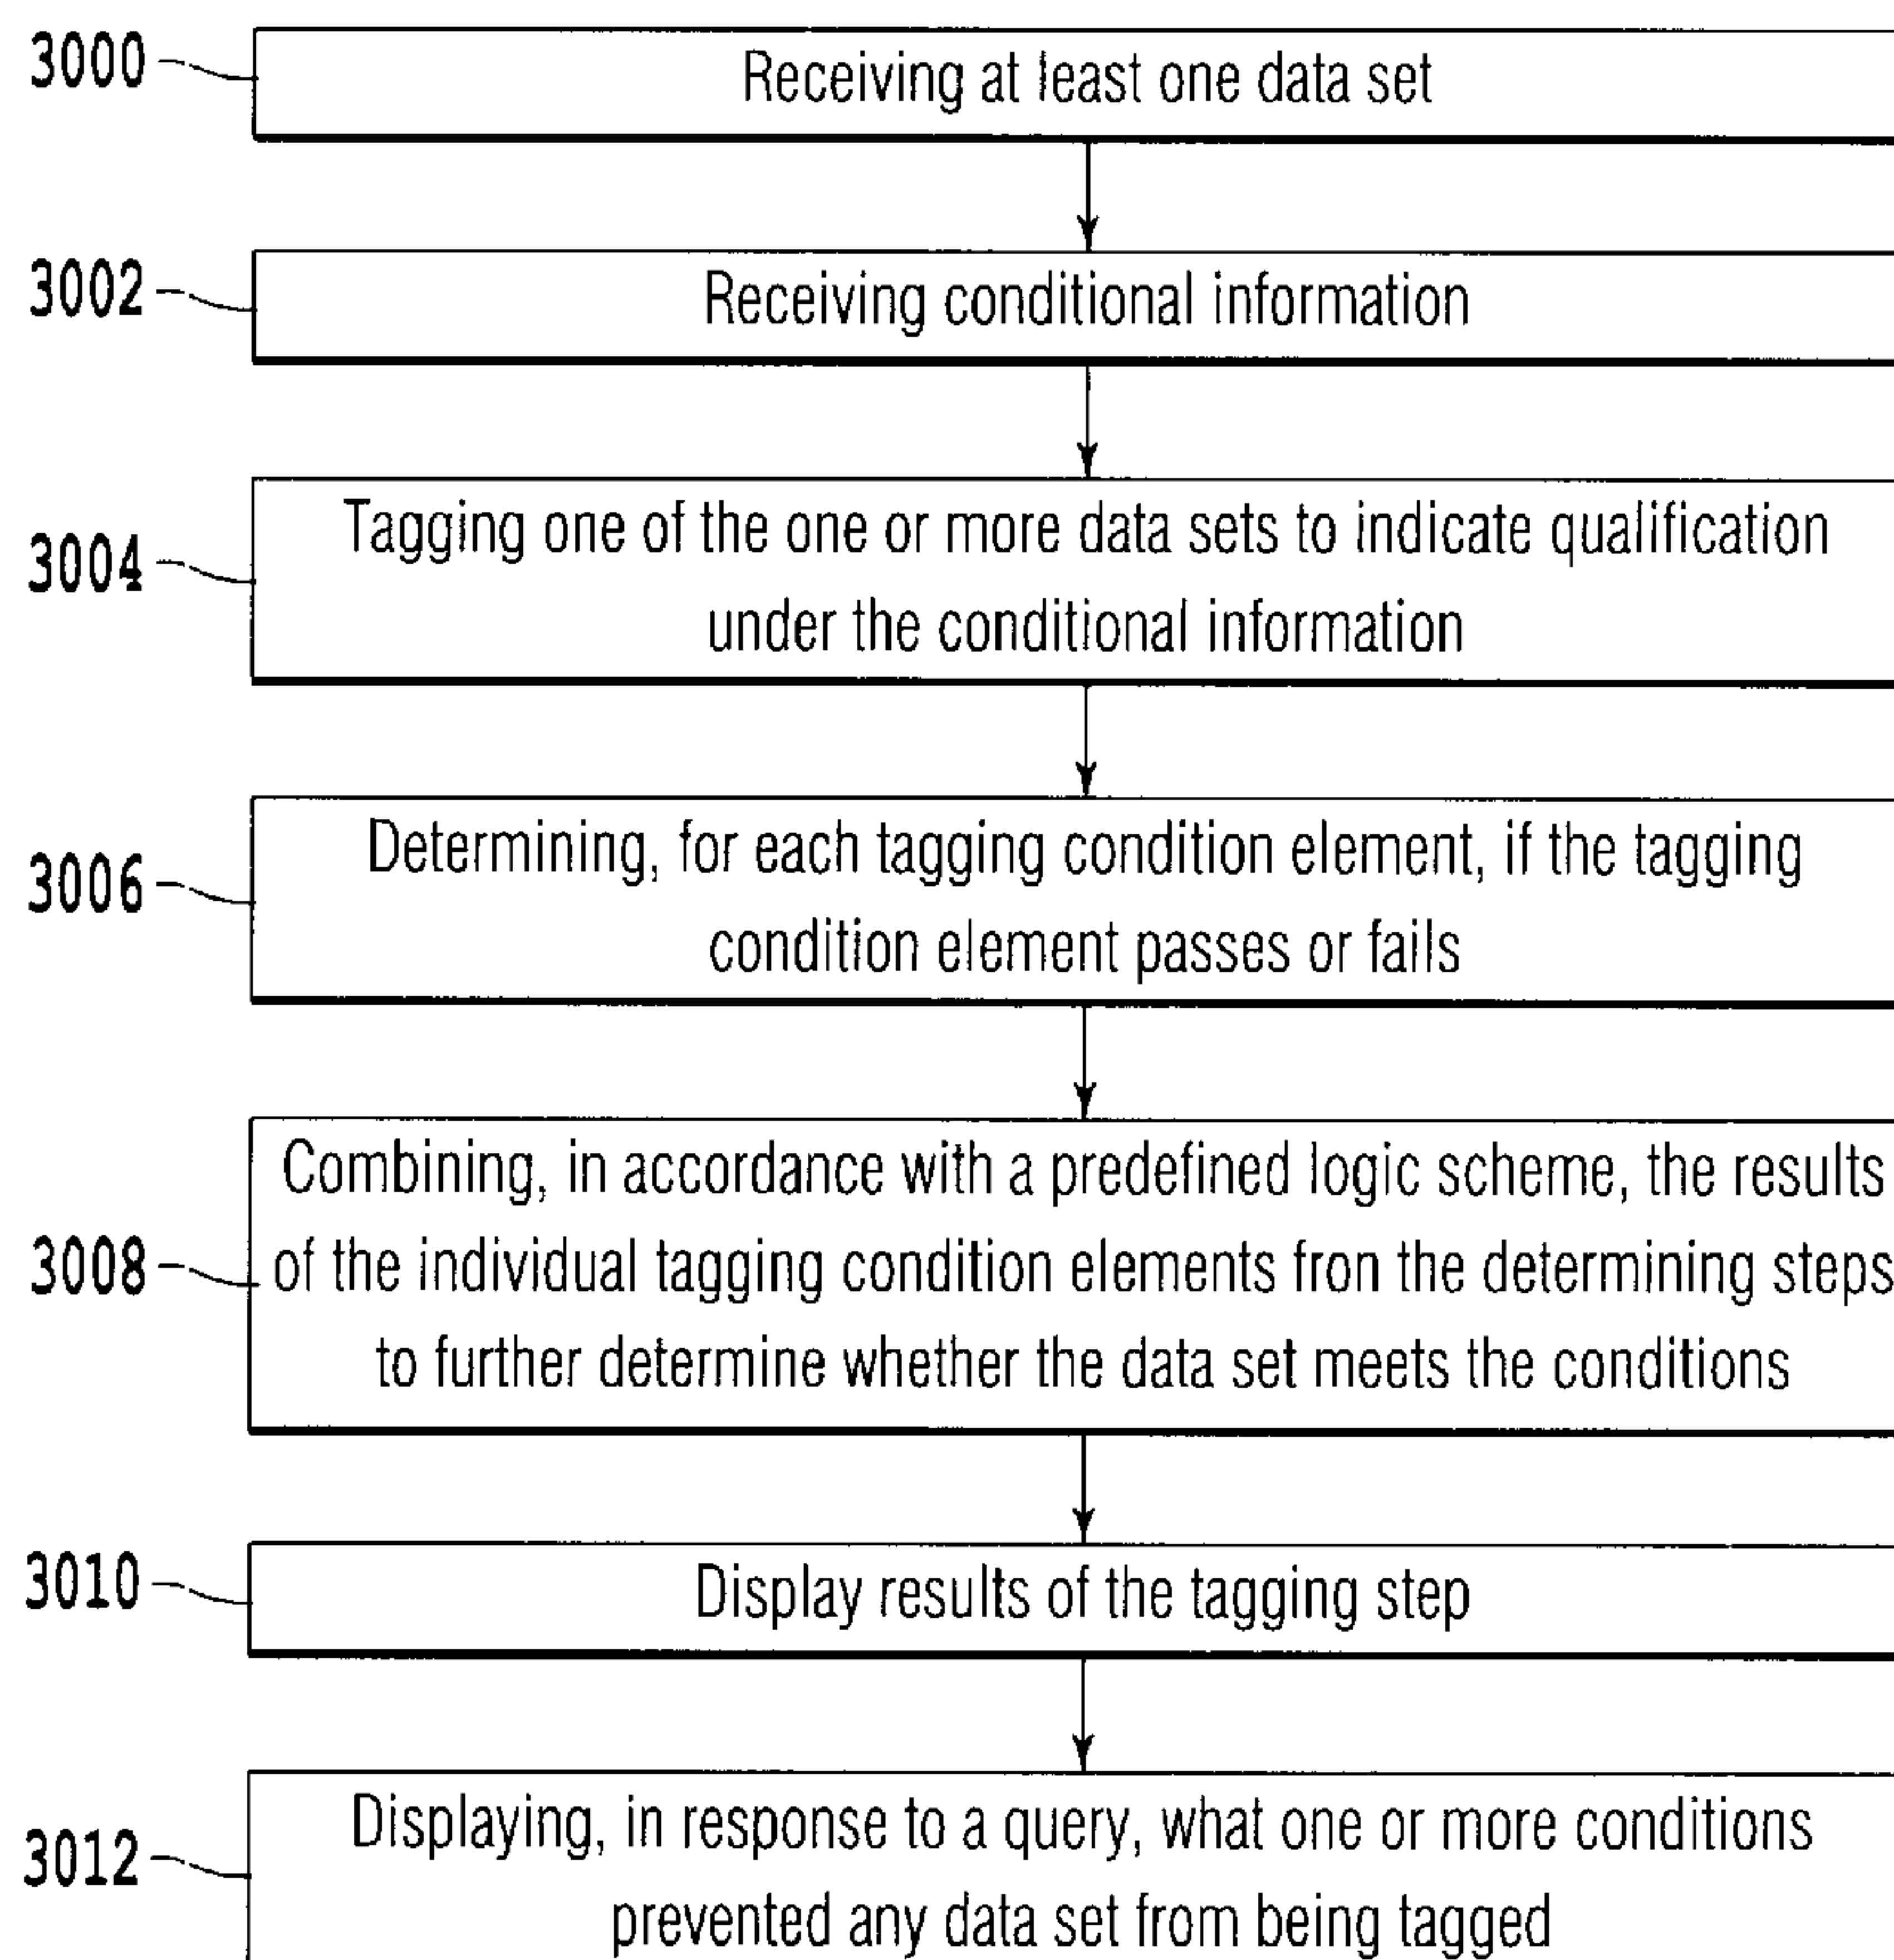 3000
Receiving at least one data set
3002
Receiving conditional information
3004
Tagging one of the one or more data sets to indicate qualification
under the conditional information
3006
Determining, for each tagging condition element, if the tagging
condition element passes or fails
3008
Combining, in accordance with a predefined logic scheme, the results
of the individual tagging condition elements fron the determining steps
to further determine whether the data set meets the conditions
3010
Display results of the tagging step
3012
Displaying, in response to a query, what one or more conditions
prevented any data set from being tagged